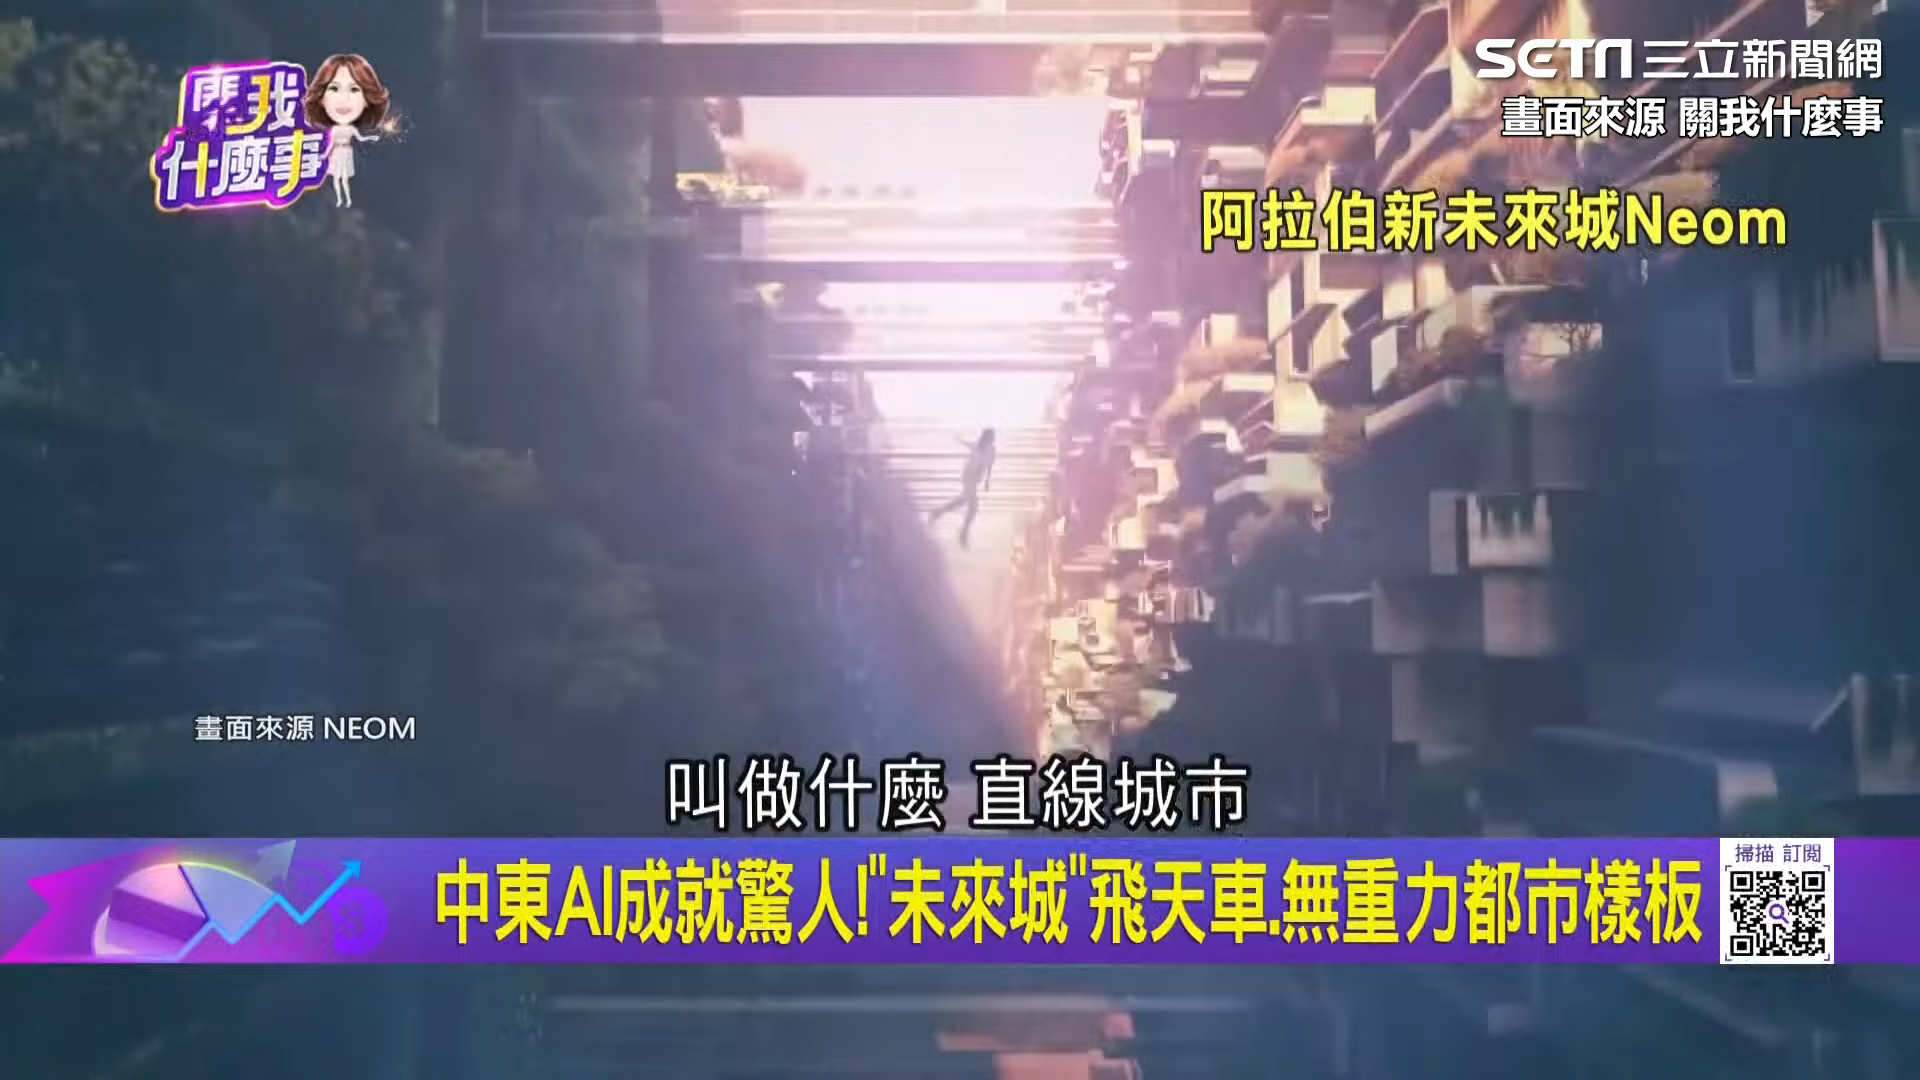 關我
什麼事
SETN三立新聞網
畫面來源 關我什麼事
阿拉伯新未來城Neom
畫面來源 NEOM
叫做什麼 直線城市
中東AI成就驚人!"未來城"飛天車.無重力都市樣板
掃描 訂閱